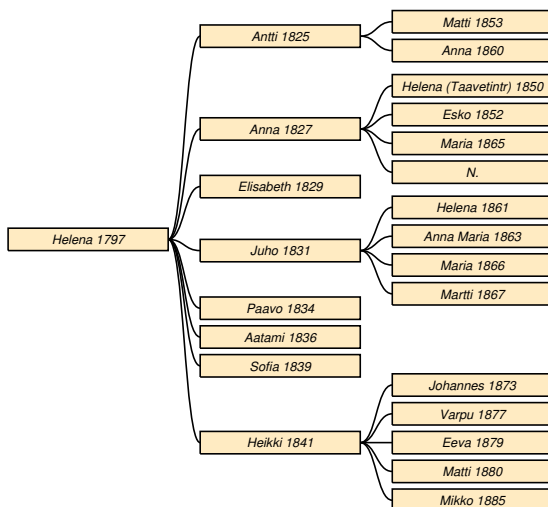 Helena 1797
Antti 1825
Matti 1853
Anna 1860
Anna 1827
Helena (Taavetintr) 1850
Esko 1852
Maria 1865
N.
Elisabeth 1829
Juho 1831
Helena 1861
Anna Maria 1863
Maria 1866
Martti 1867
Paavo 1834
Aatami 1836
Sofia 1839
Heikki 1841
Johannes 1873
Varpu 1877
Eeva 1879
Matti 1880
Mikko 1885